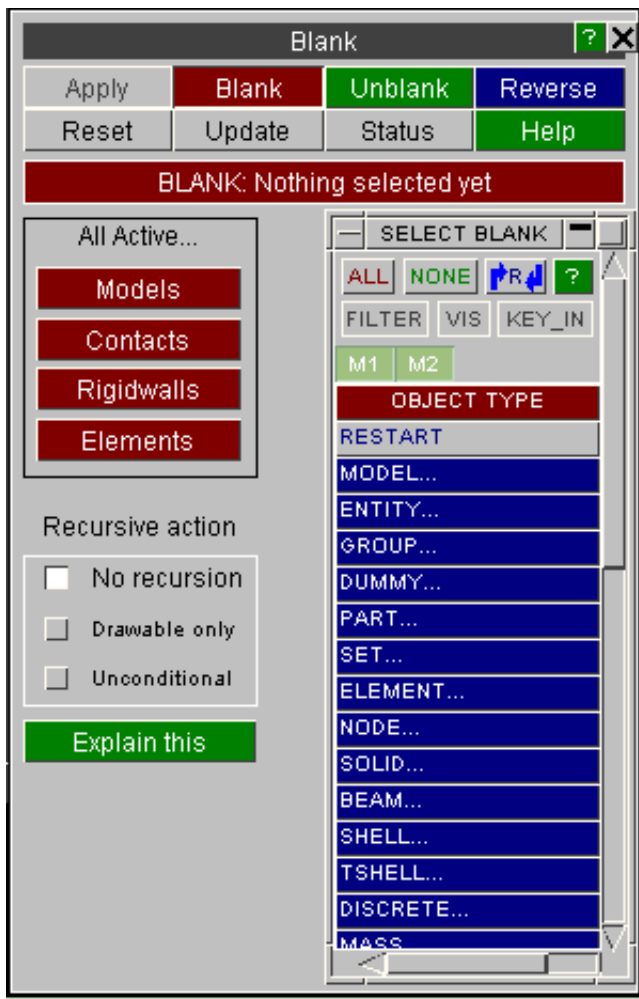 Blank ?
Apply Blank Unblank Reverse
Reset Update Status Help
BLANK: Nothing selected yet
All Active...
Models
Contacts
Rigidwalls
Elements
Recursive action
No recursion
Drawable only
Unconditional
Explain this
SELECT BLANK
ALL NONE R ?
FILTER VIS KEY_IN
M1 M2
OBJECT TYPE
RESTART
MODEL...
ENTITY...
GROUP...
DUMMY...
PART...
SET...
ELEMENT...
NODE...
SOLID...
BEAM...
SHELL...
TSHELL...
DISCRETE...
MASS